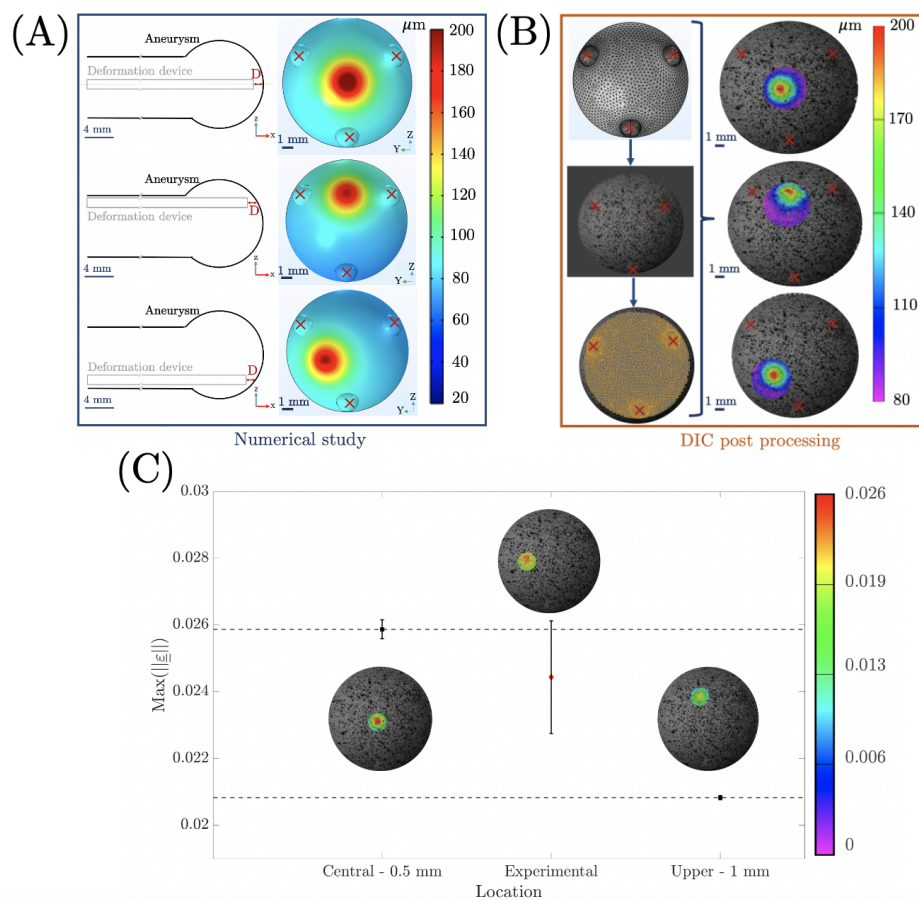 (A)
Aneurysm
Deformation device
D
4 mm
z
x
1 mm
Z
Y
Aneurysm
Deformation device
D
4 mm
z
x
1 mm
Z
Y
Aneurysm
Deformation device
D
4 mm
z
x
1 mm
Z
Y
μm
200
180
160
140
120
100
80
60
40
20
Numerical study
(B)
1 mm
1 mm
1 mm
μm
200
170
140
110
80
DIC post processing
(C)
0.03
0.028
0.026
0.024
0.022
0.02
Max(||ε||)
Central - 0.5 mm
Experimental
Upper - 1 mm
Location
0.026
0.019
0.013
0.006
0